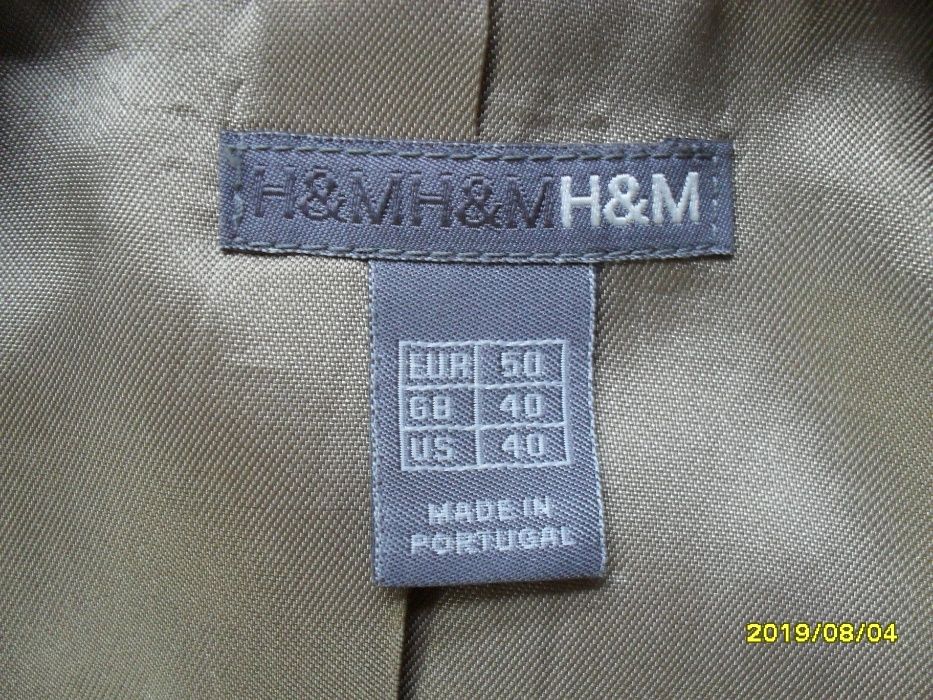 H&MH&MH&M
EUR 50
GB 40
US 40
MADE IN
PORTUGAL
2019/08/04